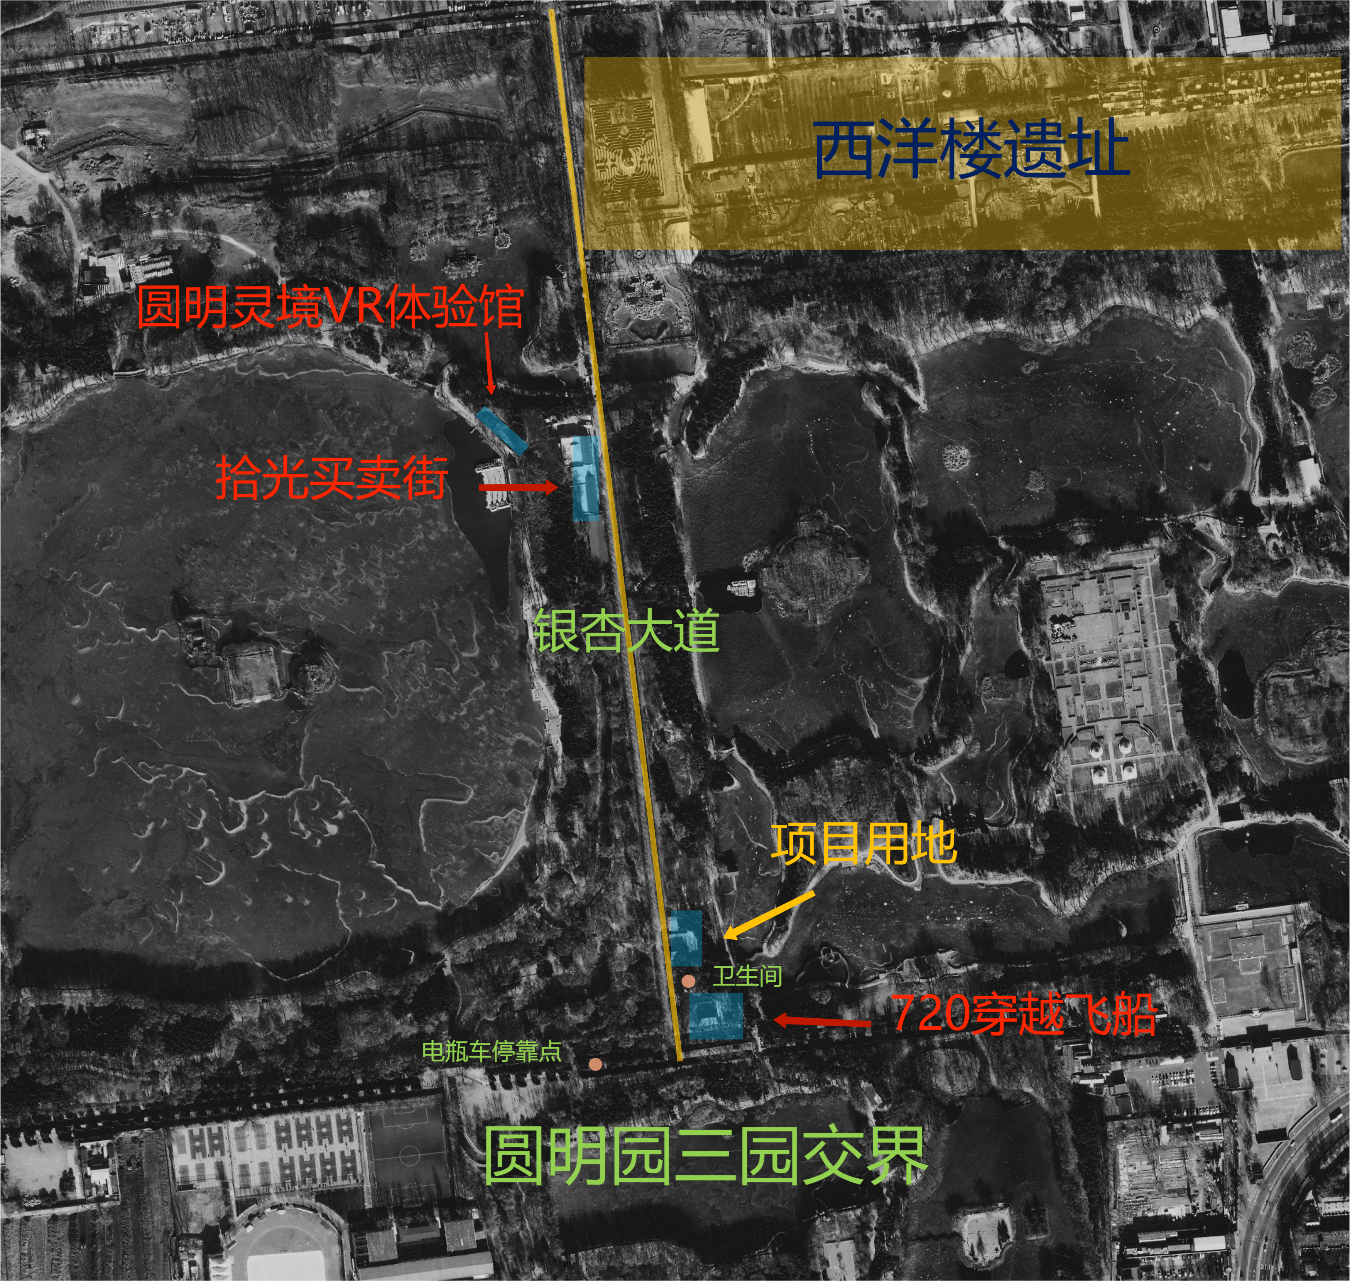 西洋楼遗址
圆明灵境VR体验馆
拾光买卖街
银杏大道
项目用地
卫生间
720穿越飞船
电瓶车停靠点
圆明园三园交界